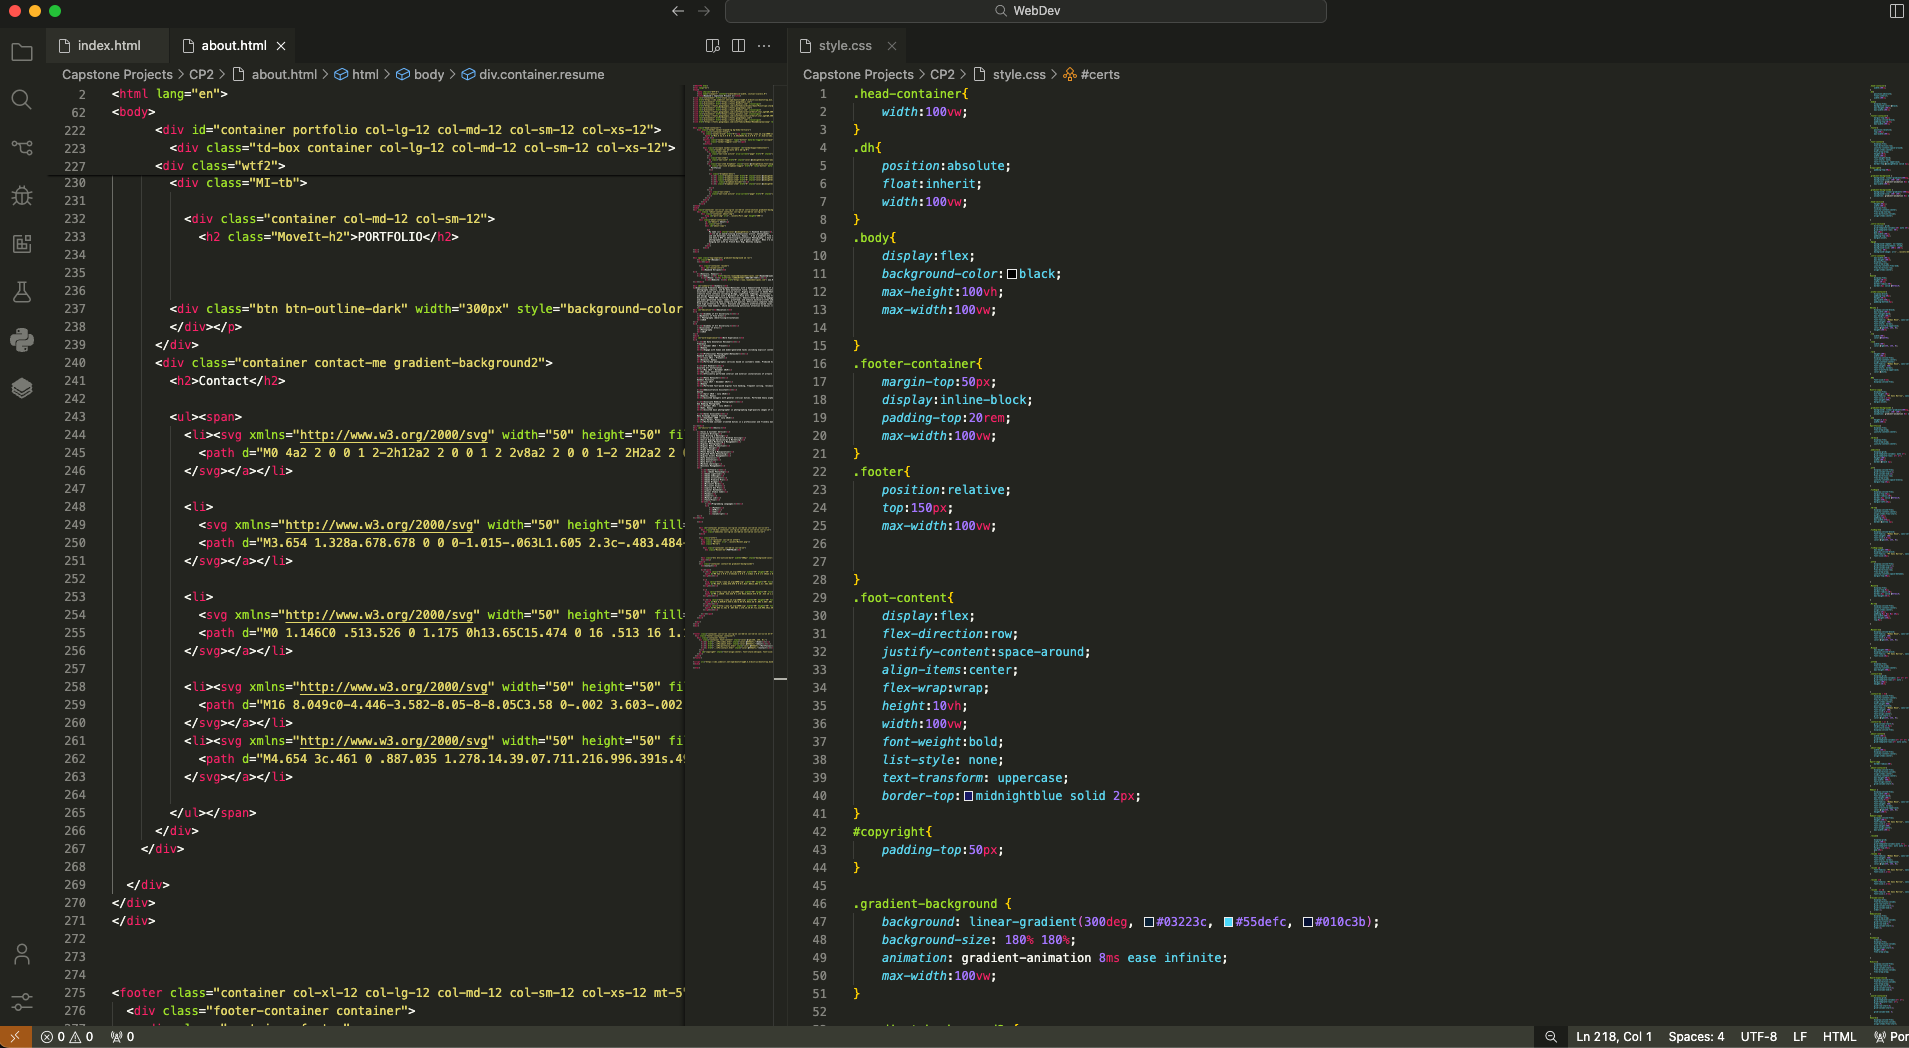 WebDev
index.html
about.html
style.css
Capstone Projects > CP2 > about.html > html > body > div.container.resume
Capstone Projects > CP2 > style.css > #certs
2 <html lang="en">
62 <body>
222 <div id="container portfolio col-lg-12 col-md-12 col-sm-12 col-xs-12">
223 <div class="td-box container col-lg-12 col-md-12 col-sm-12 col-xs-12">
227 <div class="wtf2">
230 <div class="MI-tb">
231
232 <div class="container col-md-12 col-sm-12">
233 <h2 class="MoveIt-h2">PORTFOLIO</h2>
234
235
236
237 <div class="btn btn-outline-dark" width="300px" style="background-color
238 </div></p>
239 </div>
240 <div class="container contact-me gradient-background2">
241 <h2>Contact</h2>
242
243 <ul><span>
244 <li><svg xmlns="http://www.w3.org/2000/svg" width="50" height="50" fi
245 <path d="M0 4a2 2 0 0 1 2-2h12a2 2 0 0 1 2 2v8a2 2 0 0 1-2 2H2a2 2
246 </svg></a></li>
247
248 <li>
249 <svg xmlns="http://www.w3.org/2000/svg" width="50" height="50" fill=
250 <path d="M3.654 1.328a.678.678 0 0 0-1.015-.063L1.605 2.3c-.483.484-
251 </svg></a></li>
252
253 <li>
254 <svg xmlns="http://www.w3.org/2000/svg" width="50" height="50" fill=
255 <path d="M0 1.146C0 .513.526 0 1.175 0h13.65C15.474 0 16 .513 16 1.
256 </svg></a></li>
257
258 <li><svg xmlns="http://www.w3.org/2000/svg" width="50" height="50" fi
259 <path d="M16 8.049c0-4.446-3.582-8.05-8-8.05C3.58 0-.002 3.603-.002
260 </svg></a></li>
261 <li><svg xmlns="http://www.w3.org/2000/svg" width="50" height="50" fi
262 <path d="M4.654 3c.461 0 .887.035 1.278.14.39.07.711.216.996.391s.4
263 </svg></a></li>
264
265 </ul></span>
266 </div>
267 </div>
268
269 </div>
270 </div>
271 </div>
272
273
274
275 <footer class="container col-xl-12 col-lg-12 col-md-12 col-sm-12 col-xs-12 mt-5"
276 <div class="footer-container container">
1 .head-container{
2 width:100vw;
3 }
4 .dh{
5 position:absolute;
6 float:inherit;
7 width:100vw;
8 }
9 .body{
10 display:flex;
11 background-color:black;
12 max-height:100vh;
13 max-width:100vw;
14
15 }
16 .footer-container{
17 margin-top:50px;
18 display:inline-block;
19 padding-top:20rem;
20 max-width:100vw;
21 }
22 .footer{
23 position:relative;
24 top:150px;
25 max-width:100vw;
26
27
28 }
29 .foot-content{
30 display:flex;
31 flex-direction:row;
32 justify-content:space-around;
33 align-items:center;
34 flex-wrap:wrap;
35 height:10vh;
36 width:100vw;
37 font-weight:bold;
38 list-style: none;
39 text-transform: uppercase;
40 border-top:midnightblue solid 2px;
41 }
42 #copyright{
43 padding-top:50px;
44 }
45
46 .gradient-background {
47 background: linear-gradient(300deg, #03223c, #55defc, #010c3b);
48 background-size: 180% 180%;
49 animation: gradient-animation 8ms ease infinite;
50 max-width:100vw;
51 }
52
0 0 0
Ln 218, Col 1 Spaces: 4 UTF-8 LF HTML Por